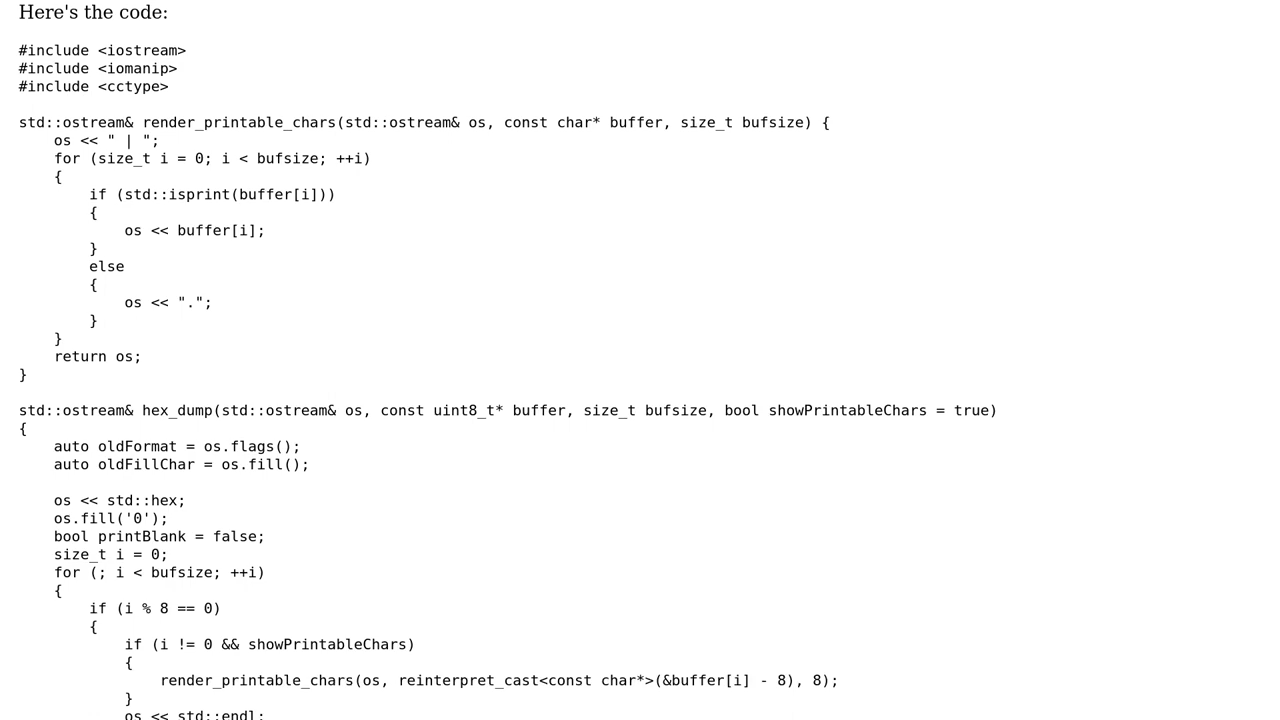 Here's the code:
#include <iostream>
#include <iomanip>
#include <cctype>
std::ostream& render_printable_chars(std::ostream& os, const char* buffer, size_t bufsize) {
    os << " | ";
    for (size_t i = 0; i < bufsize; ++i)
    {
        if (std::isprint(buffer[i]))
        {
            os << buffer[i];
        }
        else
        {
            os << ".";
        }
    }
    return os;
}
std::ostream& hex_dump(std::ostream& os, const uint8_t* buffer, size_t bufsize, bool showPrintableChars = true)
{
    auto oldFormat = os.flags();
    auto oldFillChar = os.fill();
    os << std::hex;
    os.fill('0');
    bool printBlank = false;
    size_t i = 0;
    for (; i < bufsize; ++i)
    {
        if (i % 8 == 0)
        {
            if (i != 0 && showPrintableChars)
            {
                render_printable_chars(os, reinterpret_cast<const char*>(&buffer[i] - 8), 8);
            }
            os << std::endl;